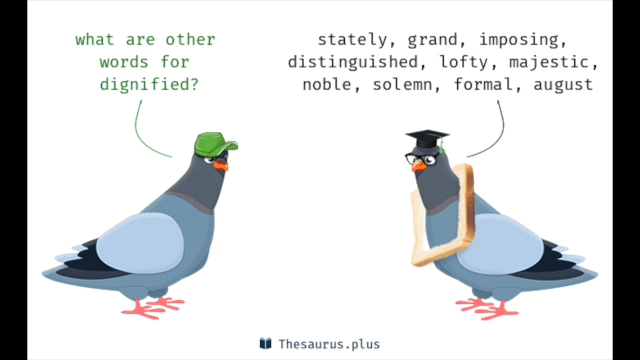 what are other
words for
dignified?
stately, grand, imposing,
distinguished, lofty, majestic,
noble, solemn, formal, august
Thesaurus.plus